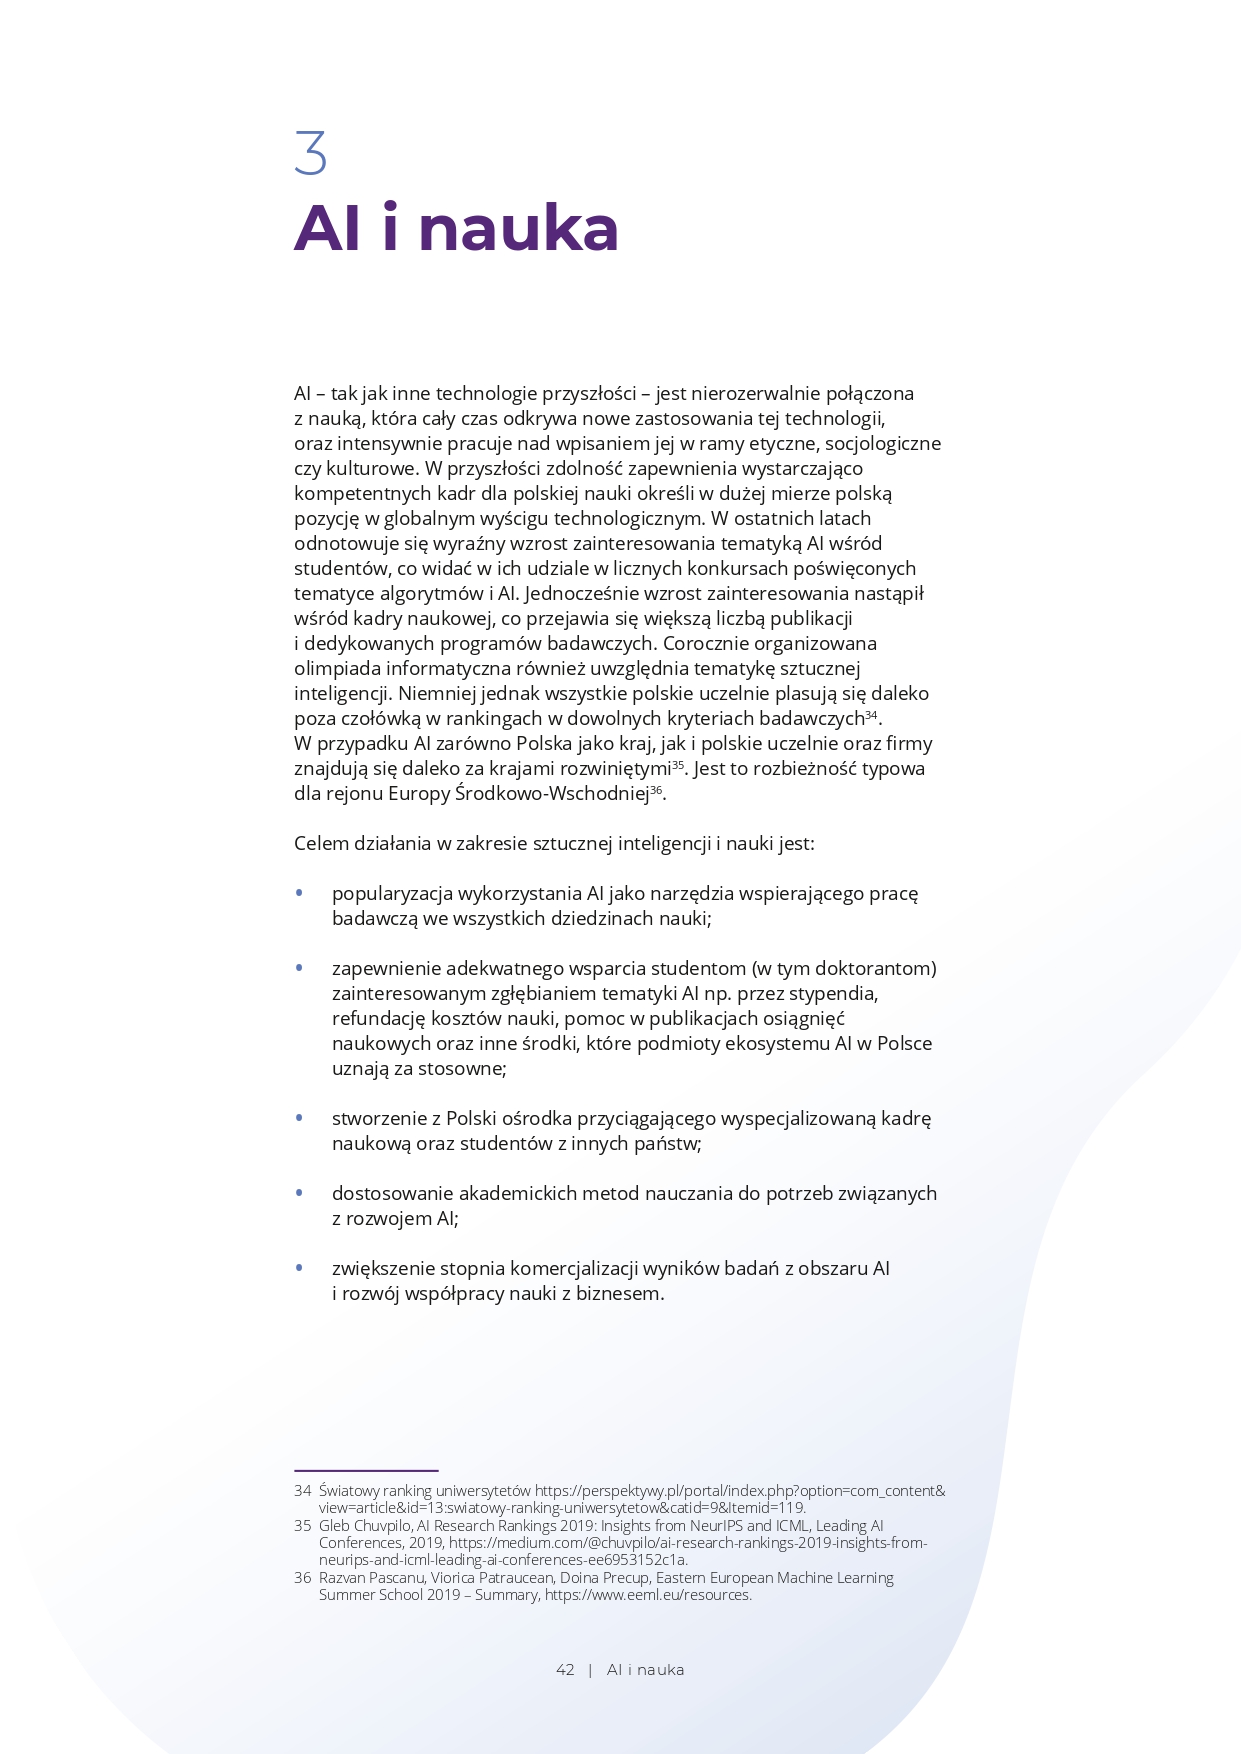 3
AI i nauka
AI – tak jak inne technologie przyszłości – jest nierozerwalnie połączona
z nauką, która cały czas odkrywa nowe zastosowania tej technologii,
oraz intensywnie pracuje nad wpisaniem jej w ramy etyczne, socjologiczne
czy kulturowe. W przyszłości zdolność zapewnienia wystarczająco
kompetentnych kadr dla polskiej nauki określi w dużej mierze polską
pozycję w globalnym wyścigu technologicznym. W ostatnich latach
odnotowuje się wyraźny wzrost zainteresowania tematyką AI wśród
studentów, co widać w ich udziale w licznych konkursach poświęconych
tematyce algorytmów i AI. Jednocześnie wzrost zainteresowania nastąpił
wśród kadry naukowej, co przejawia się większą liczbą publikacji
i dedykowanych programów badawczych. Corocznie organizowana
olimpiada informatyczna również uwzględnia tematykę sztucznej
inteligencji. Niemniej jednak wszystkie polskie uczelnie plasują się daleko
poza czołówką w rankingach w dowolnych kryteriach badawczych³⁴.
W przypadku AI zarówno Polska jako kraj, jak i polskie uczelnie oraz firmy
znajdują się daleko za krajami rozwiniętymi³⁵. Jest to rozbieżność typowa
dla rejonu Europy Środkowo-Wschodniej³⁶.
Celem działania w zakresie sztucznej inteligencji i nauki jest:
• popularyzacja wykorzystania AI jako narzędzia wspierającego pracę
badawczą we wszystkich dziedzinach nauki;
• zapewnienie adekwatnego wsparcia studentom (w tym doktorantom)
zainteresowanym zgłębianiem tematyki AI np. przez stypendia,
refundację kosztów nauki, pomoc w publikacjach osiągnięć
naukowych oraz inne środki, które podmioty ekosystemu AI w Polsce
uznają za stosowne;
• stworzenie z Polski ośrodka przyciągającego wyspecjalizowaną kadrę
naukową oraz studentów z innych państw;
• dostosowanie akademickich metod nauczania do potrzeb związanych
z rozwojem AI;
• zwiększenie stopnia komercjalizacji wyników badań z obszaru AI
i rozwój współpracy nauki z biznesem.
34 Światowy ranking uniwersytetów https://perspektywy.pl/portal/index.php?option=com_content&
view=article&id=13:swiatowy-ranking-uniwersytetow&catid=9&Itemid=119.
35 Gleb Chuvpilo, AI Research Rankings 2019: Insights from NeurIPS and ICML, Leading AI
Conferences, 2019, https://medium.com/@chuvpilo/ai-research-rankings-2019-insights-from-
neurips-and-icml-leading-ai-conferences-ee6953152c1a.
36 Razvan Pascanu, Viorica Patraucean, Doina Precup, Eastern European Machine Learning
Summer School 2019 – Summary, https://www.eeml.eu/resources.
42 | AI i nauka